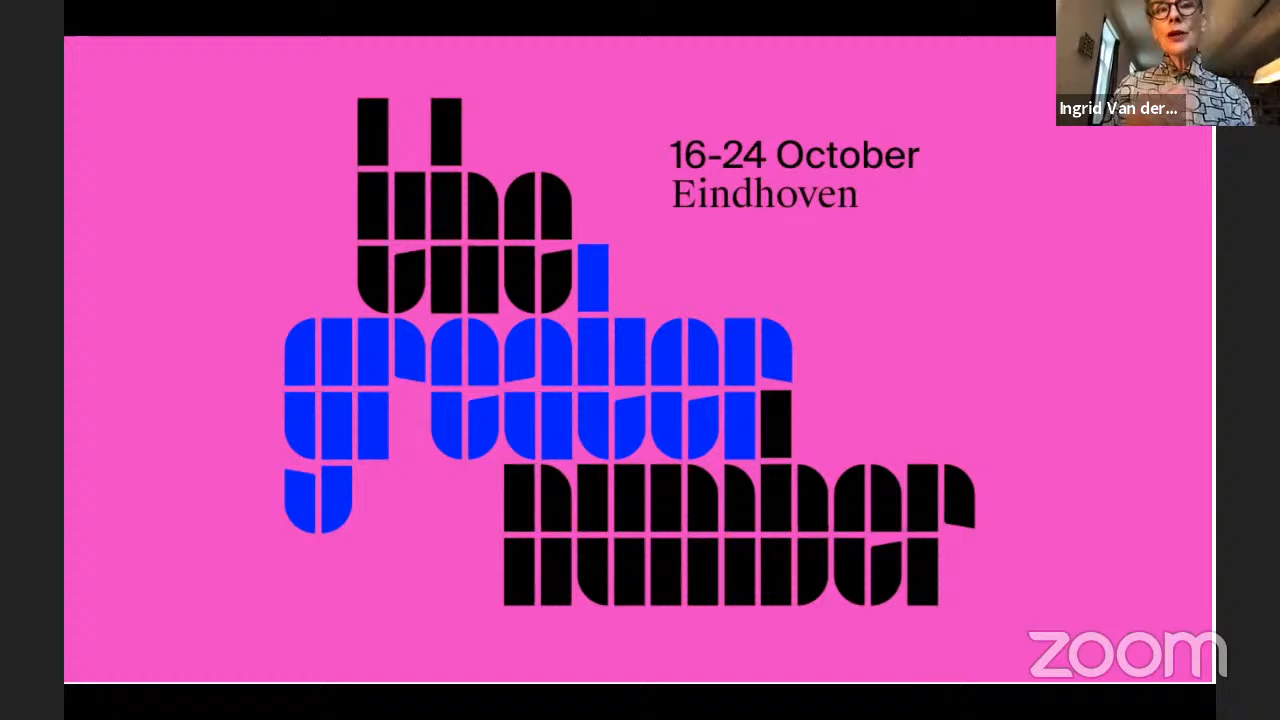 Ingrid Van der...
16-24 October
Eindhoven
the
greater
number
zoom